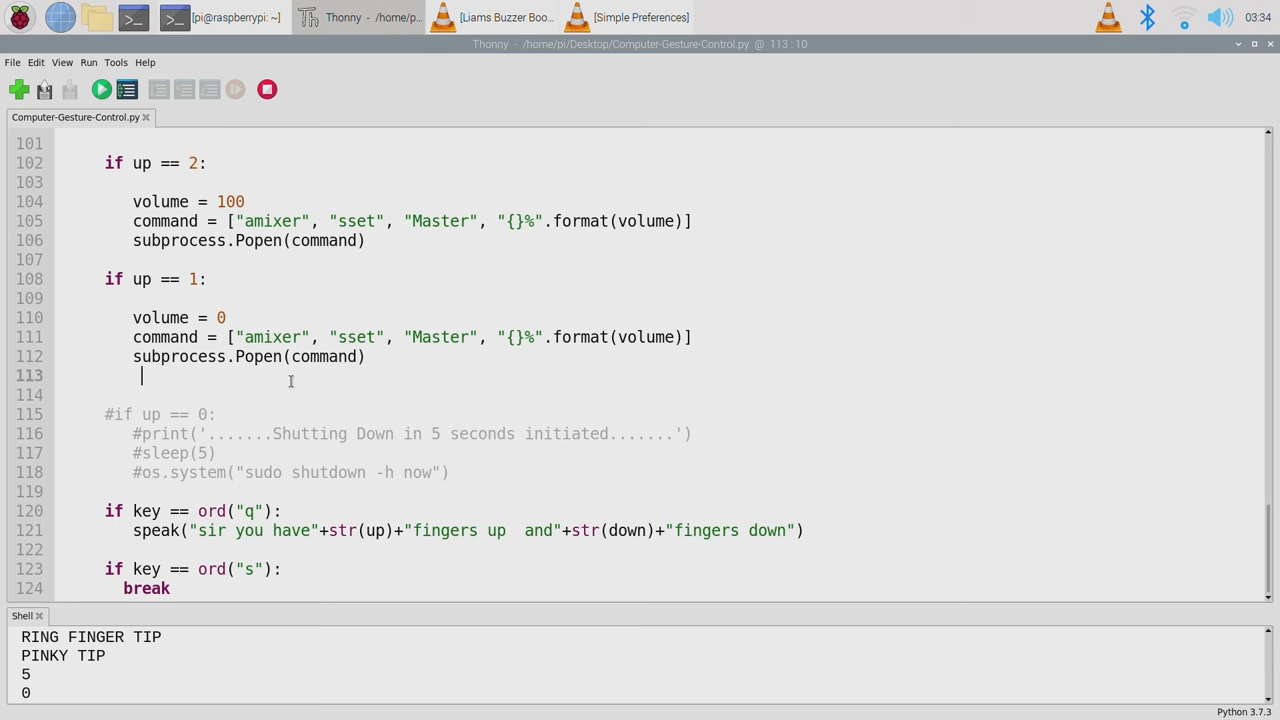 [pi@raspberrypi: ~]
Thonny - /home/p...
[Liams Buzzer Boo...
[Simple Preferences]
03:34
Thonny - /home/pi/Desktop/Computer-Gesture-Control.py @ 113 : 10
File Edit View Run Tools Help
Computer-Gesture-Control.py
101
102 if up == 2:
103
104 volume = 100
105 command = ["amixer", "sset", "Master", "{}%".format(volume)]
106 subprocess.Popen(command)
107
108 if up == 1:
109
110 volume = 0
111 command = ["amixer", "sset", "Master", "{}%".format(volume)]
112 subprocess.Popen(command)
113
114
115 #if up == 0:
116 #print('.......Shutting Down in 5 seconds initiated.......')
117 #sleep(5)
118 #os.system("sudo shutdown -h now")
119
120 if key == ord("q"):
121 speak("sir you have"+str(up)+"fingers up  and"+str(down)+"fingers down")
122
123 if key == ord("s"):
124 break
Shell
RING FINGER TIP
PINKY TIP
5
0
Python 3.7.3